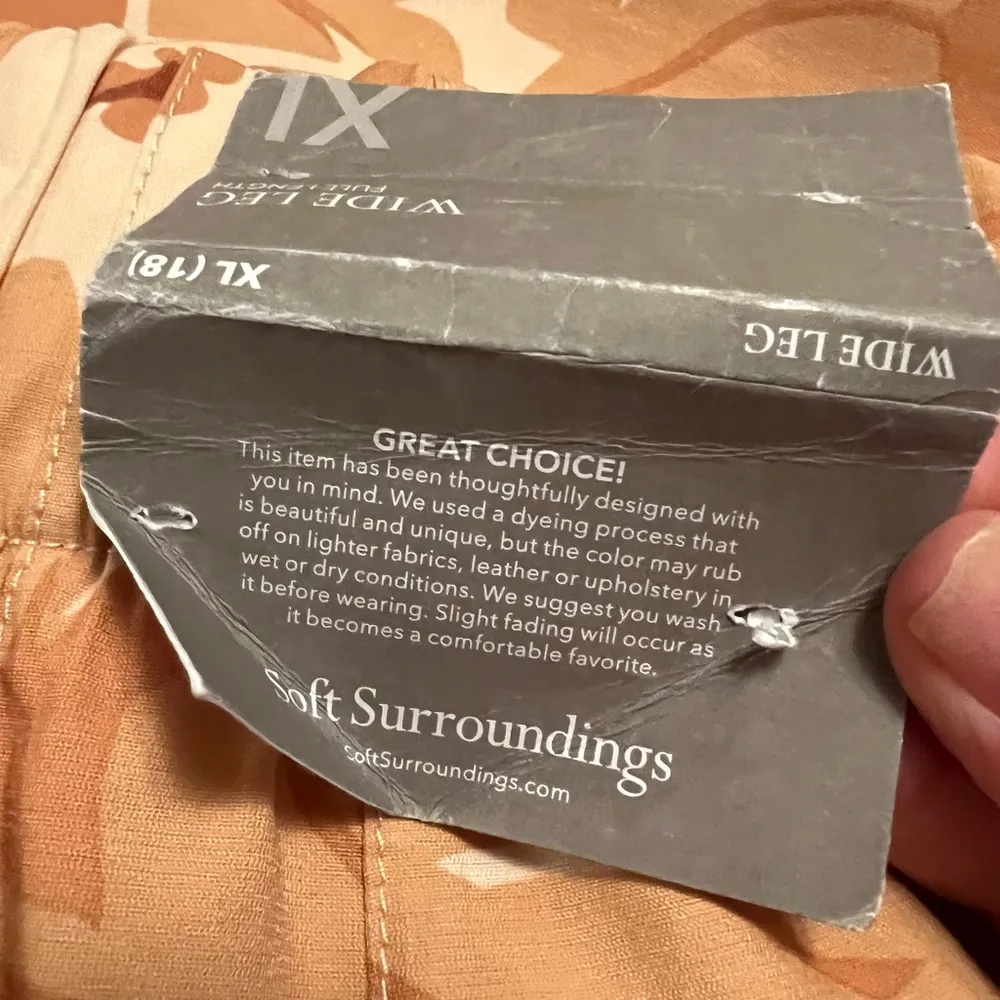 XL
WIDE LEG
FULL LENGTH
XL (18)
WIDE LEG
GREAT CHOICE!
This item has been thoughtfully designed with
you in mind. We used a dyeing process that
is beautiful and unique, but the color may rub
off on lighter fabrics, leather or upholstery in
wet or dry conditions. We suggest you wash
it before wearing. Slight fading will occur as
it becomes a comfortable favorite.
Soft Surroundings
SoftSurroundings.com